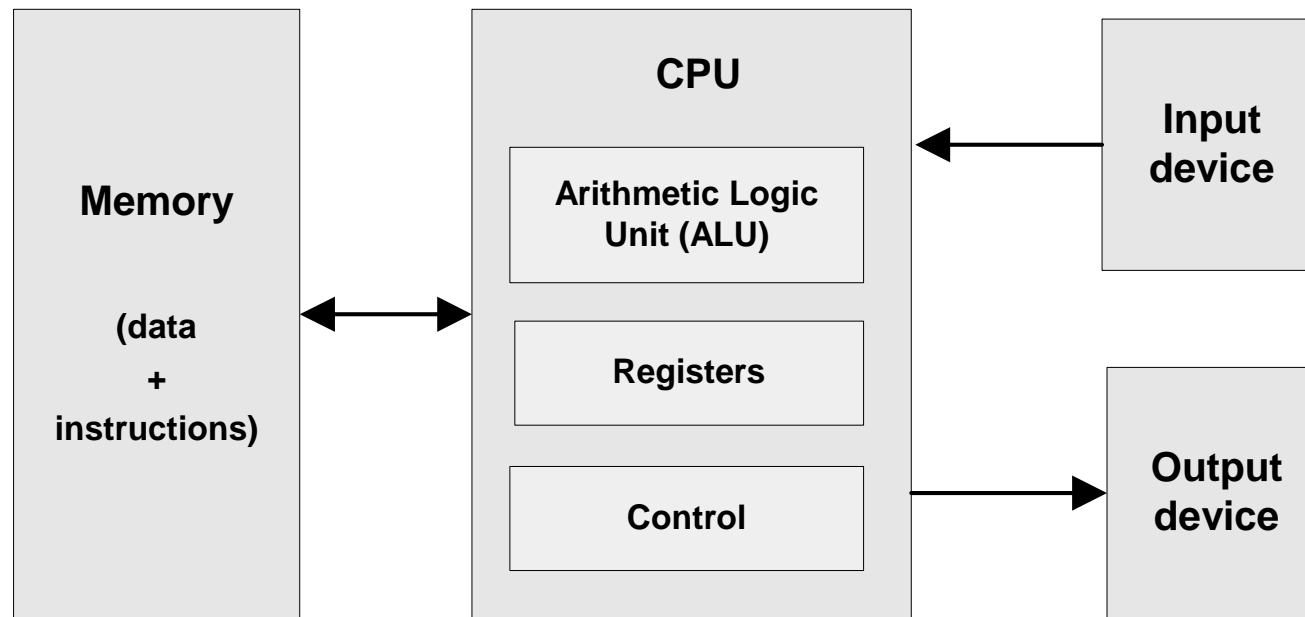 Memory
(data
+
instructions)
CPU
Arithmetic Logic
Unit (ALU)
Registers
Control
Input
device
Output
device